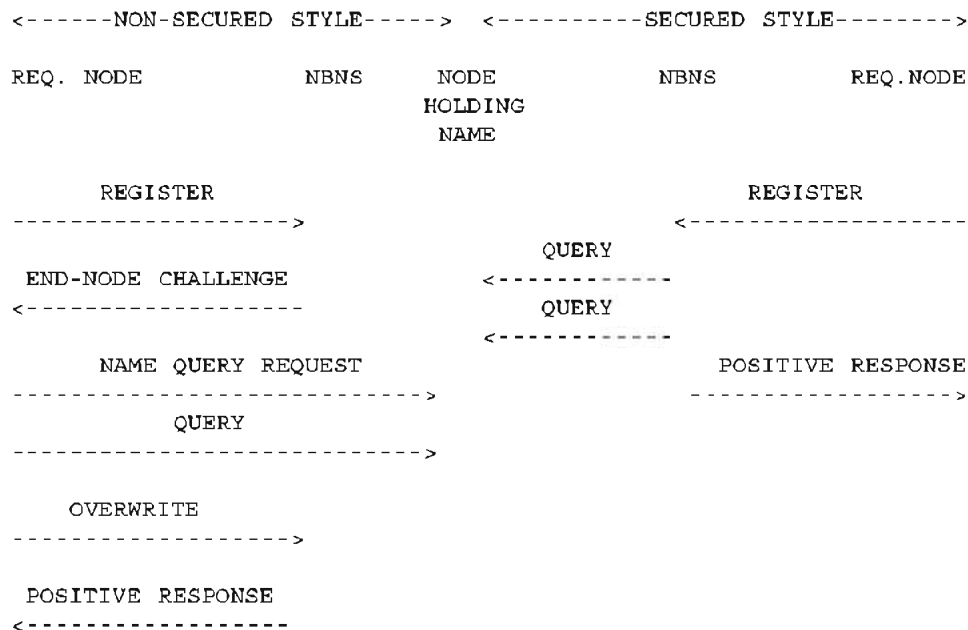 <------NON-SECURED STYLE-----> <----------SECURED STYLE-------->
REQ. NODE NBNS NODE NBNS REQ.NODE
HOLDING
NAME
REGISTER REGISTER
-------------------> <-------------------
QUERY
END-NODE CHALLENGE <-------------
<------------------- QUERY
<-------------
NAME QUERY REQUEST POSITIVE RESPONSE
----------------------------> ------------------>
QUERY
---------------------------->
OVERWRITE
------------------->
POSITIVE RESPONSE
<------------------